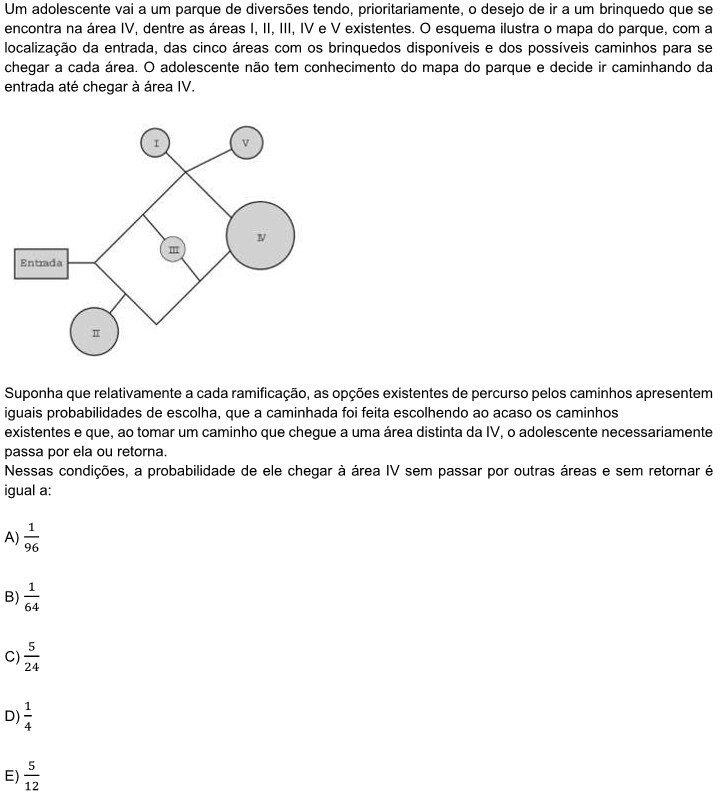 Um adolescente vai a um parque de diversões tendo, prioritariamente, o desejo de ir a um brinquedo que se
encontra na área IV, dentre as áreas I, II, III, IV e V existentes. O esquema ilustra o mapa do parque, com a
localização da entrada, das cinco áreas com os brinquedos disponíveis e dos possíveis caminhos para se
chegar a cada área. O adolescente não tem conhecimento do mapa do parque e decide ir caminhando da
entrada até chegar à área IV.
I
V
IV
III
Entrada
II
Suponha que relativamente a cada ramificação, as opções existentes de percurso pelos caminhos apresentem
iguais probabilidades de escolha, que a caminhada foi feita escolhendo ao acaso os caminhos
existentes e que, ao tomar um caminho que chegue a uma área distinta da IV, o adolescente necessariamente
passa por ela ou retorna.
Nessas condições, a probabilidade de ele chegar à área IV sem passar por outras áreas e sem retornar é
igual a:
A) 1/96
B) 1/64
C) 5/24
D) 1/4
E) 5/12